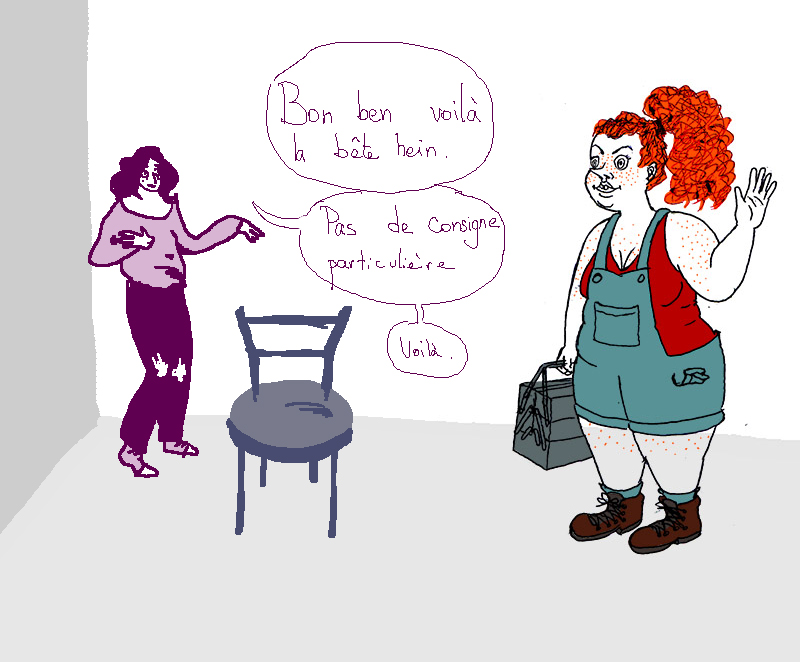 Bon ben voilà
la bête hein.
Pas de consigne
particulière
Voilà.